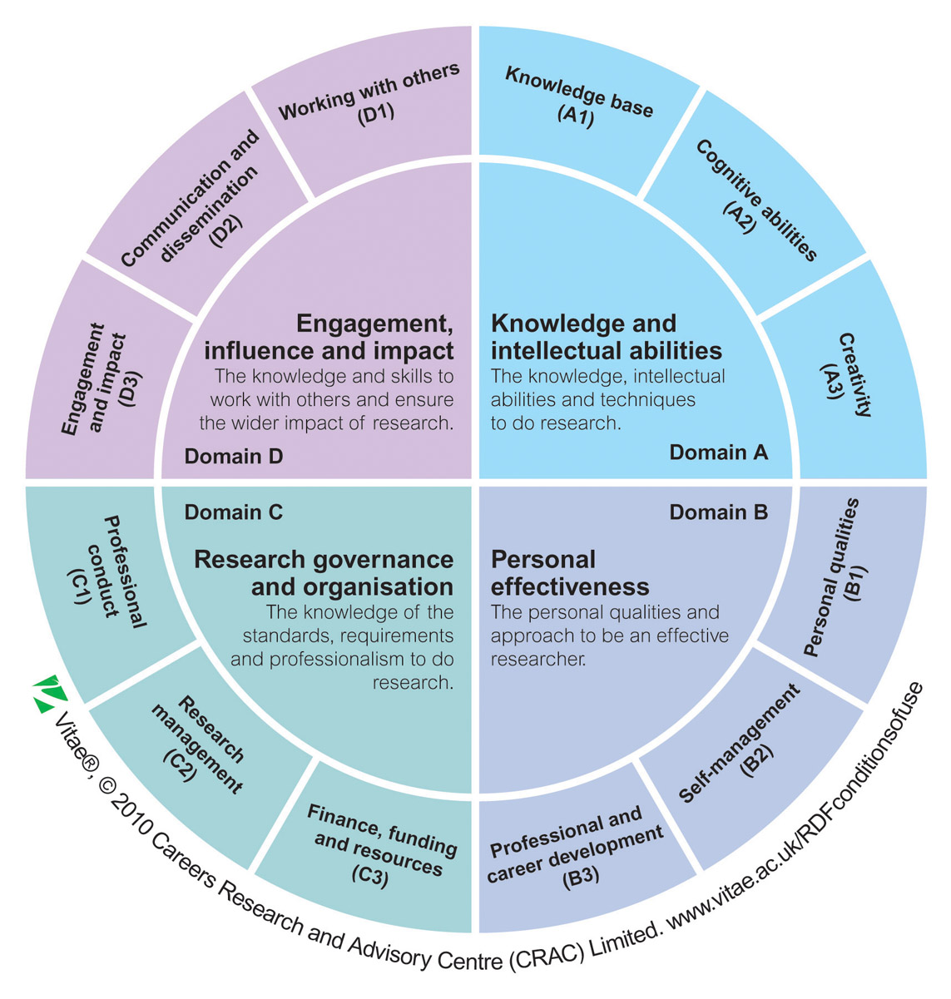 Working with others
(D1)
Knowledge base
(A1)
Communication and
dissemination
(D2)
Cognitive abilities
(A2)
Engagement
and impact
(D3)
Creativity
(A3)
Engagement,
influence and impact
The knowledge and skills to
work with others and ensure
the wider impact of research.
Domain D
Knowledge and
intellectual abilities
The knowledge, intellectual
abilities and techniques
to do research.
Domain A
Domain C
Research governance
and organisation
The knowledge of the
standards, requirements
and professionalism to do
research.
Domain B
Personal
effectiveness
The personal qualities and
approach to be an effective
researcher.
Professional
conduct
(C1)
Personal qualities
(B1)
Research
management
(C2)
Self-management
(B2)
Finance, funding
and resources
(C3)
Professional and
career development
(B3)
Vitae®, © 2010 Careers Research and Advisory Centre (CRAC) Limited. www.vitae.ac.uk/RDFconditionsofuse